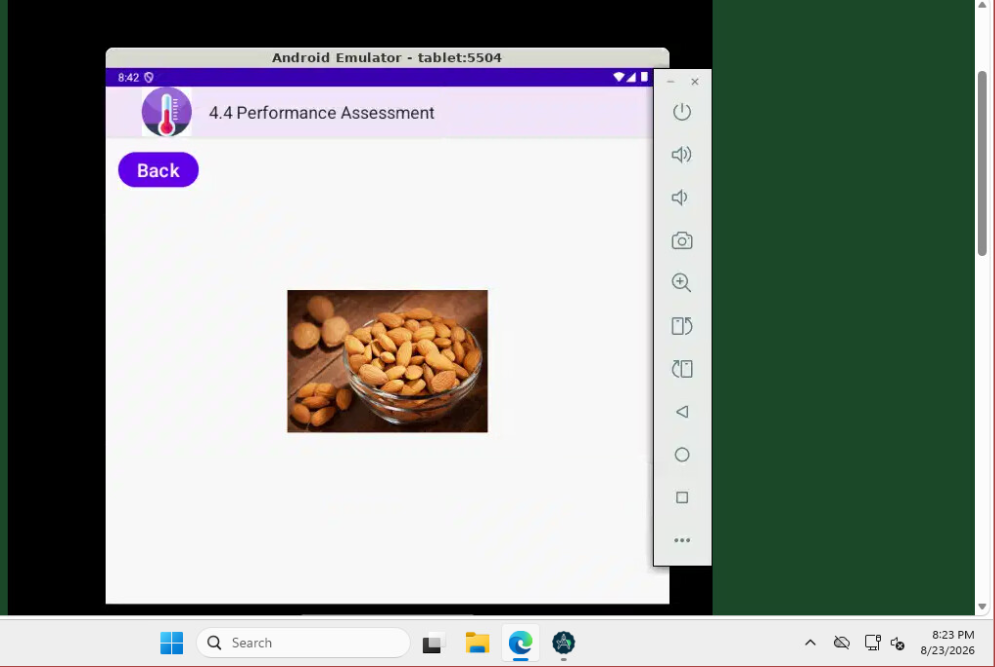 Android Emulator - tablet:5504
8:42
4.4 Performance Assessment
Back
Search
8:23 PM
8/23/2026